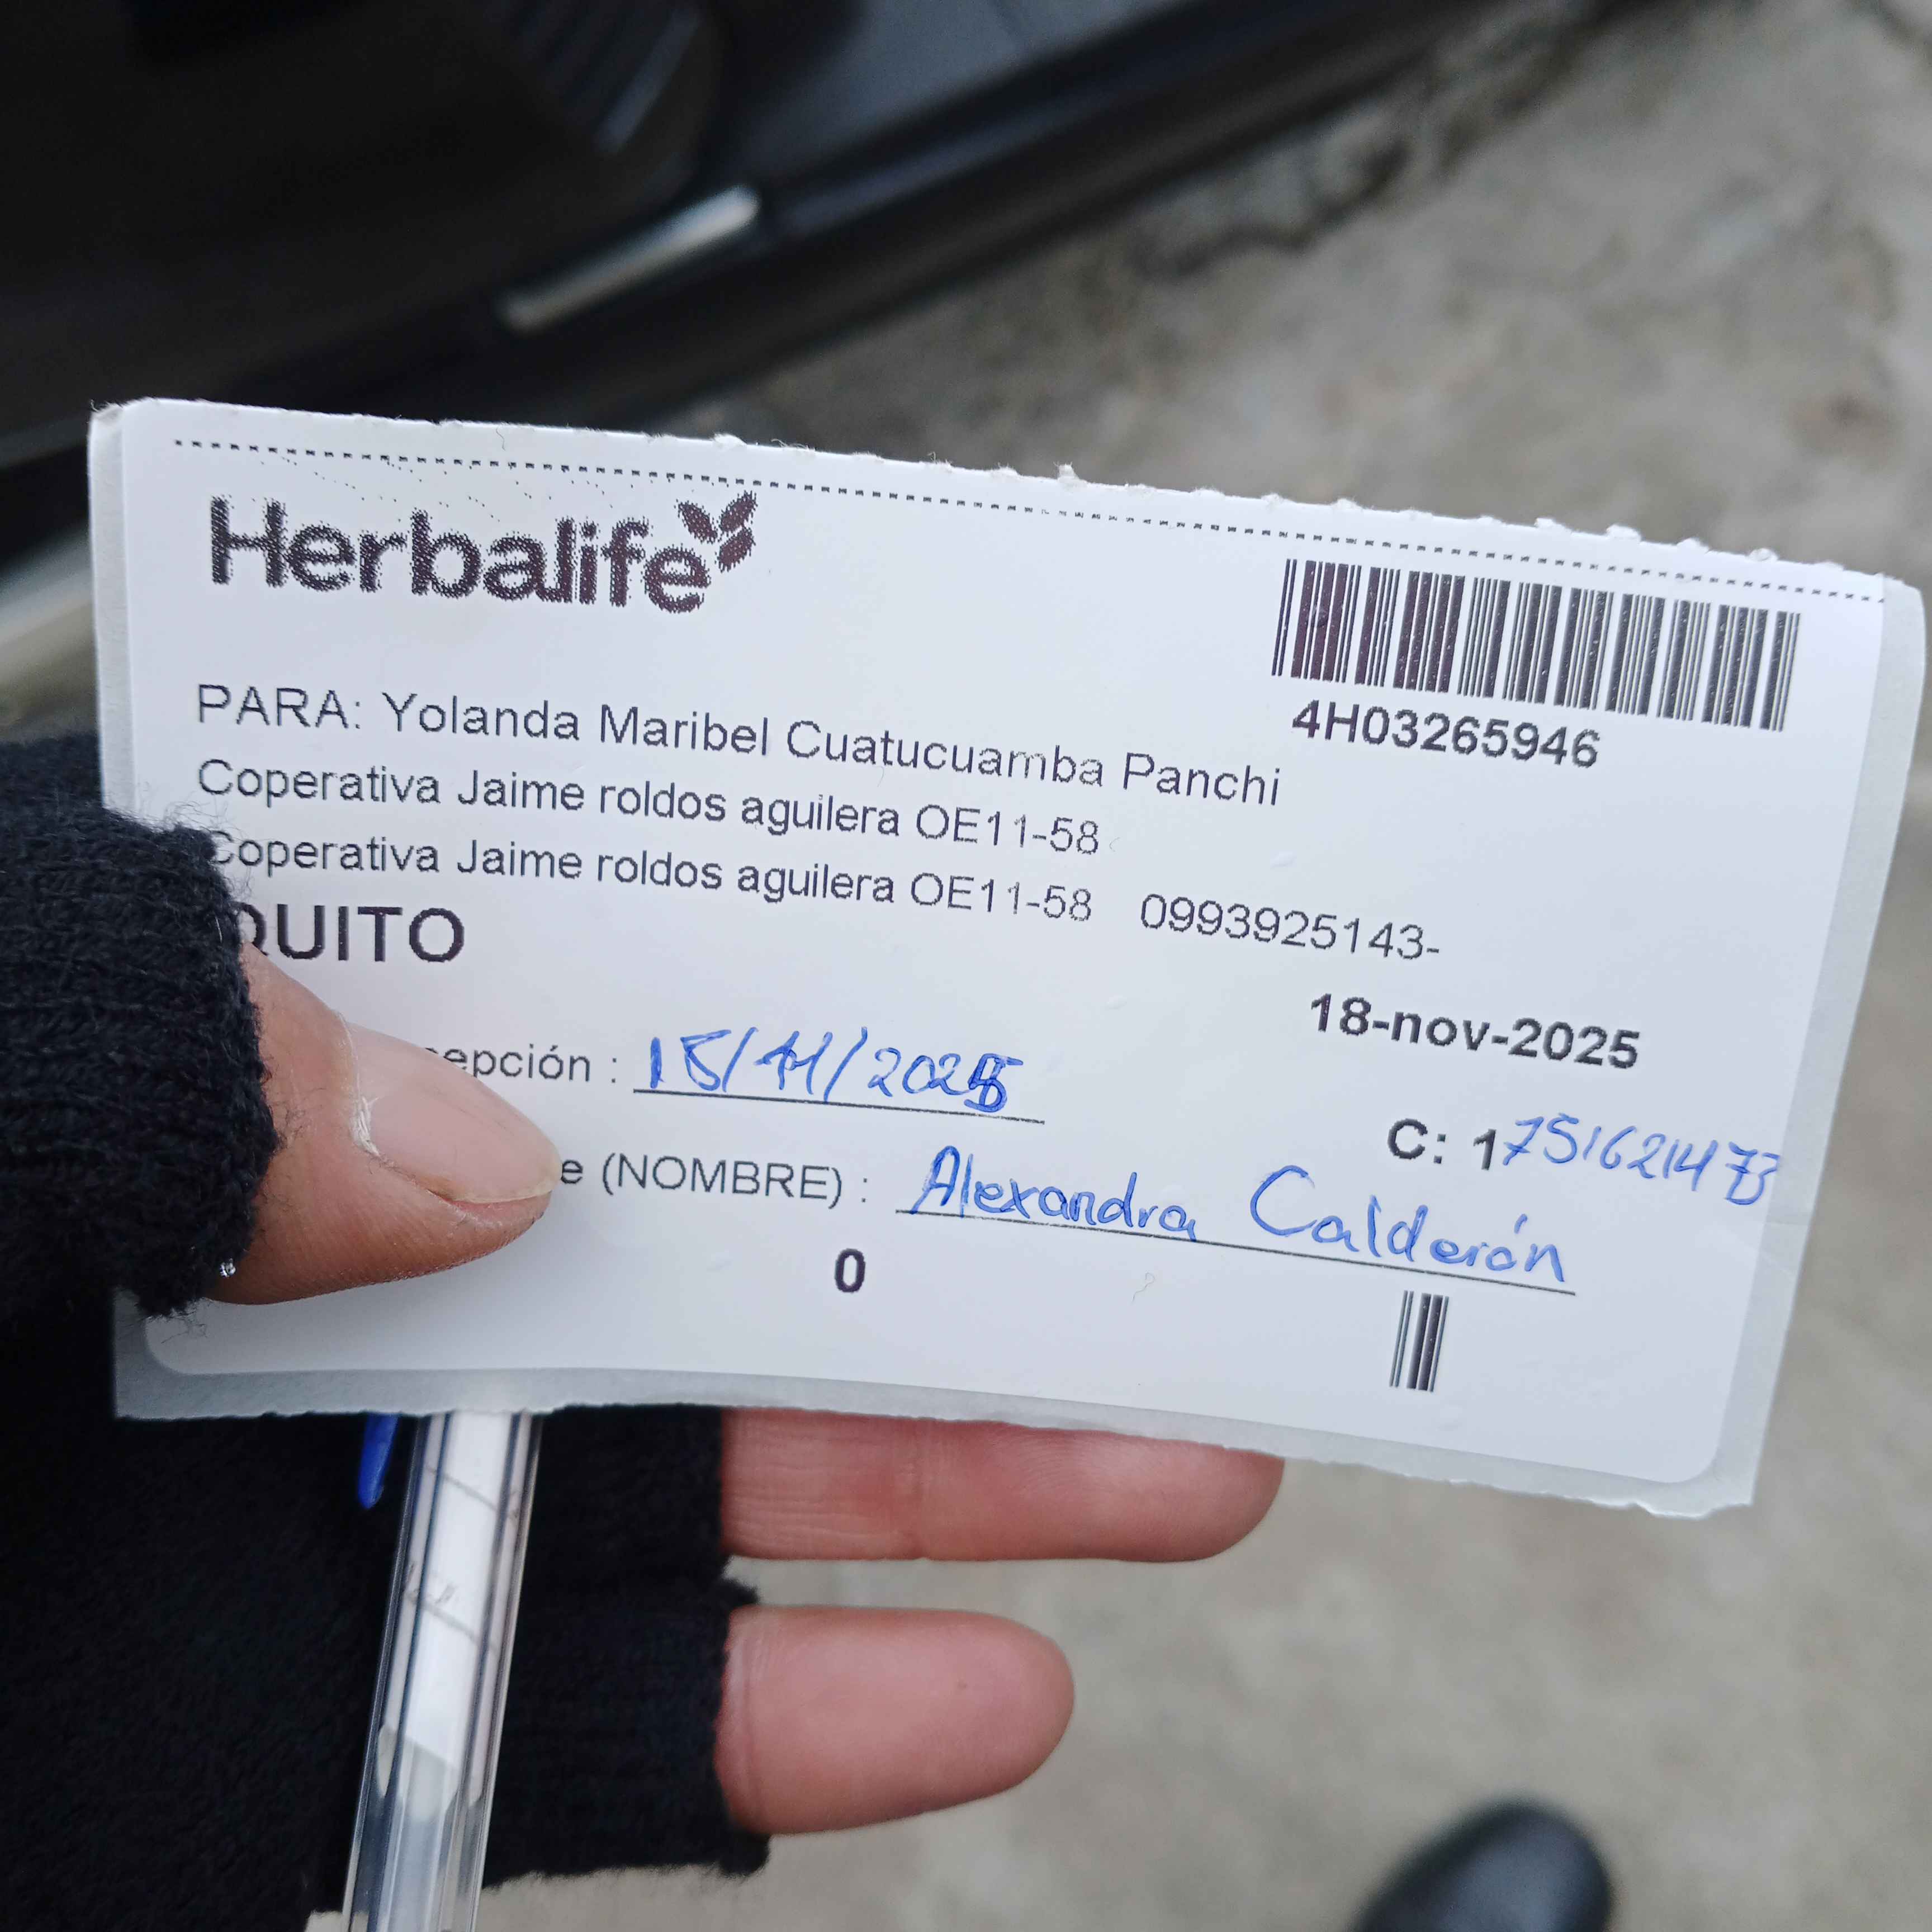 Herbalife
4H03265946
PARA: Yolanda Maribel Cuatucuamba Panchi
Coperativa Jaime roldos aguilera OE11-58
Coperativa Jaime roldos aguilera OE11-58 0993925143-
QUITO
18-nov-2025
epción : 15/11/2025
C: 175162147
e (NOMBRE) : Alexandra Calderón
0